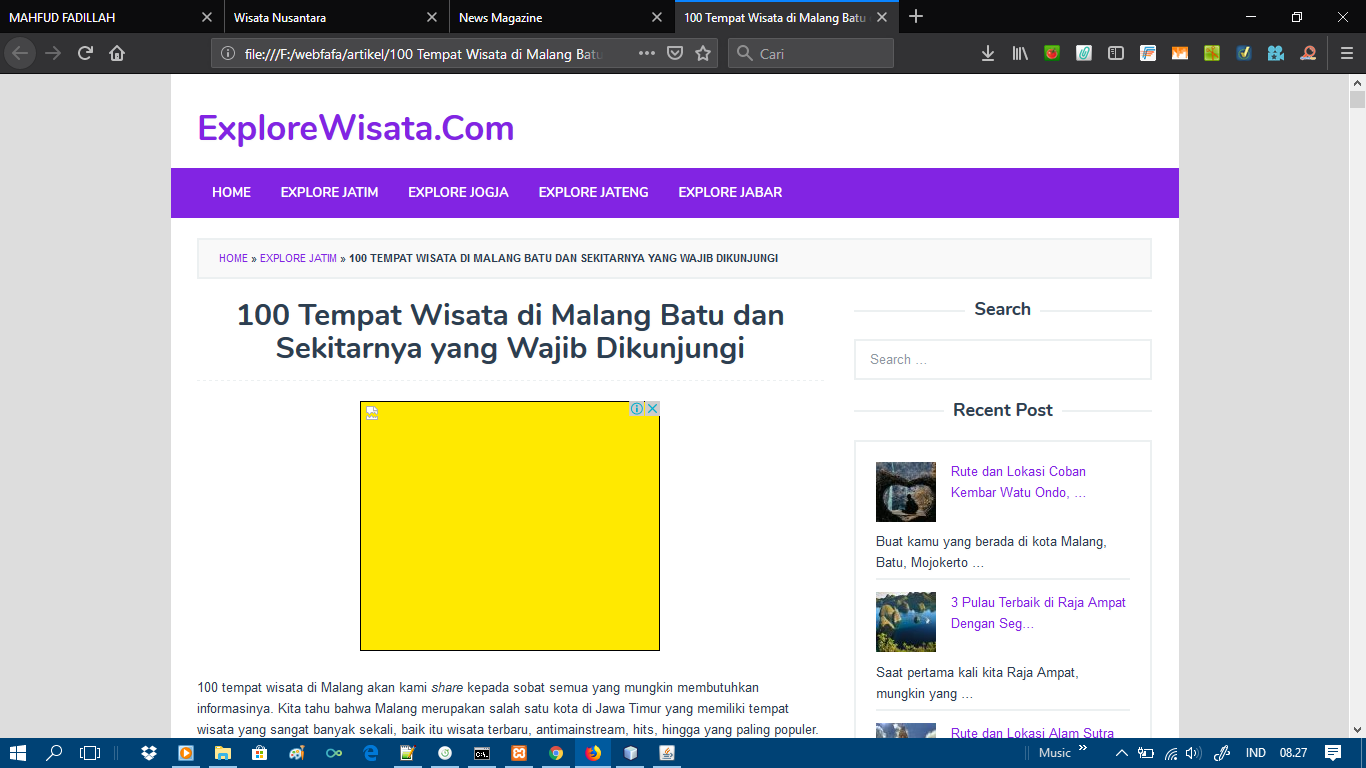 MAHFUD FADILLAH
Wisata Nusantara
News Magazine
100 Tempat Wisata di Malang Batu
file:///F:/webfafa/artikel/100 Tempat Wisata di Malang Batu
Cari
ExploreWisata.Com
HOME EXPLORE JATIM EXPLORE JOGJA EXPLORE JATENG EXPLORE JABAR
HOME » EXPLORE JATIM » 100 TEMPAT WISATA DI MALANG BATU DAN SEKITARNYA YANG WAJIB DIKUNJUNGI
100 Tempat Wisata di Malang Batu dan
Sekitarnya yang Wajib Dikunjungi
100 tempat wisata di Malang akan kami share kepada sobat semua yang mungkin membutuhkan
informasinya. Kita tahu bahwa Malang merupakan salah satu kota di Jawa Timur yang memiliki tempat
wisata yang sangat banyak sekali, baik itu wisata terbaru, antimainstream, hits, hingga yang paling populer.
Search
Search ...
Recent Post
Rute dan Lokasi Coban
Kembar Watu Ondo, ...
Buat kamu yang berada di kota Malang,
Batu, Mojokerto ...
3 Pulau Terbaik di Raja Ampat
Dengan Seg...
Saat pertama kali kita Raja Ampat,
mungkin yang ...
Rute dan Lokasi Alam Sutra
Music
IND
08.27